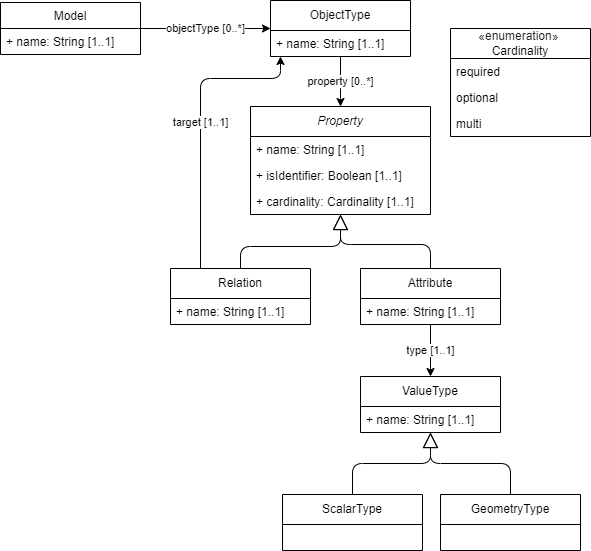 Model
+ name: String [1..1]
objectType [0..*]
ObjectType
+ name: String [1..1]
«enumeration»
Cardinality
required
optional
multi
property [0..*]
target [1..1]
Property
+ name: String [1..1]
+ isIdentifier: Boolean [1..1]
+ cardinality: Cardinality [1..1]
Relation
+ name: String [1..1]
Attribute
+ name: String [1..1]
type [1..1]
ValueType
+ name: String [1..1]
ScalarType
GeometryType